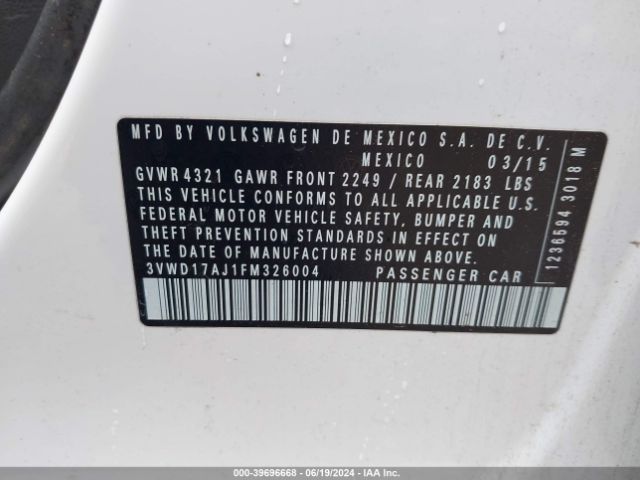 MFD BY VOLKSWAGEN DE MEXICO S.A. DE C.V.
MEXICO 03/15
GVWR 4321 GAWR FRONT 2249 / REAR 2183 LBS
THIS VEHICLE CONFORMS TO ALL APPLICABLE U.S.
FEDERAL MOTOR VEHICLE SAFETY, BUMPER AND
THEFT PREVENTION STANDARDS IN EFFECT ON
THE DATE OF MANUFACTURE SHOWN ABOVE.
3VWD17AJ1FM326004 PASSENGER CAR
1236594 3018 M
000-39696668 - 06/19/2024 - IAAI.COM